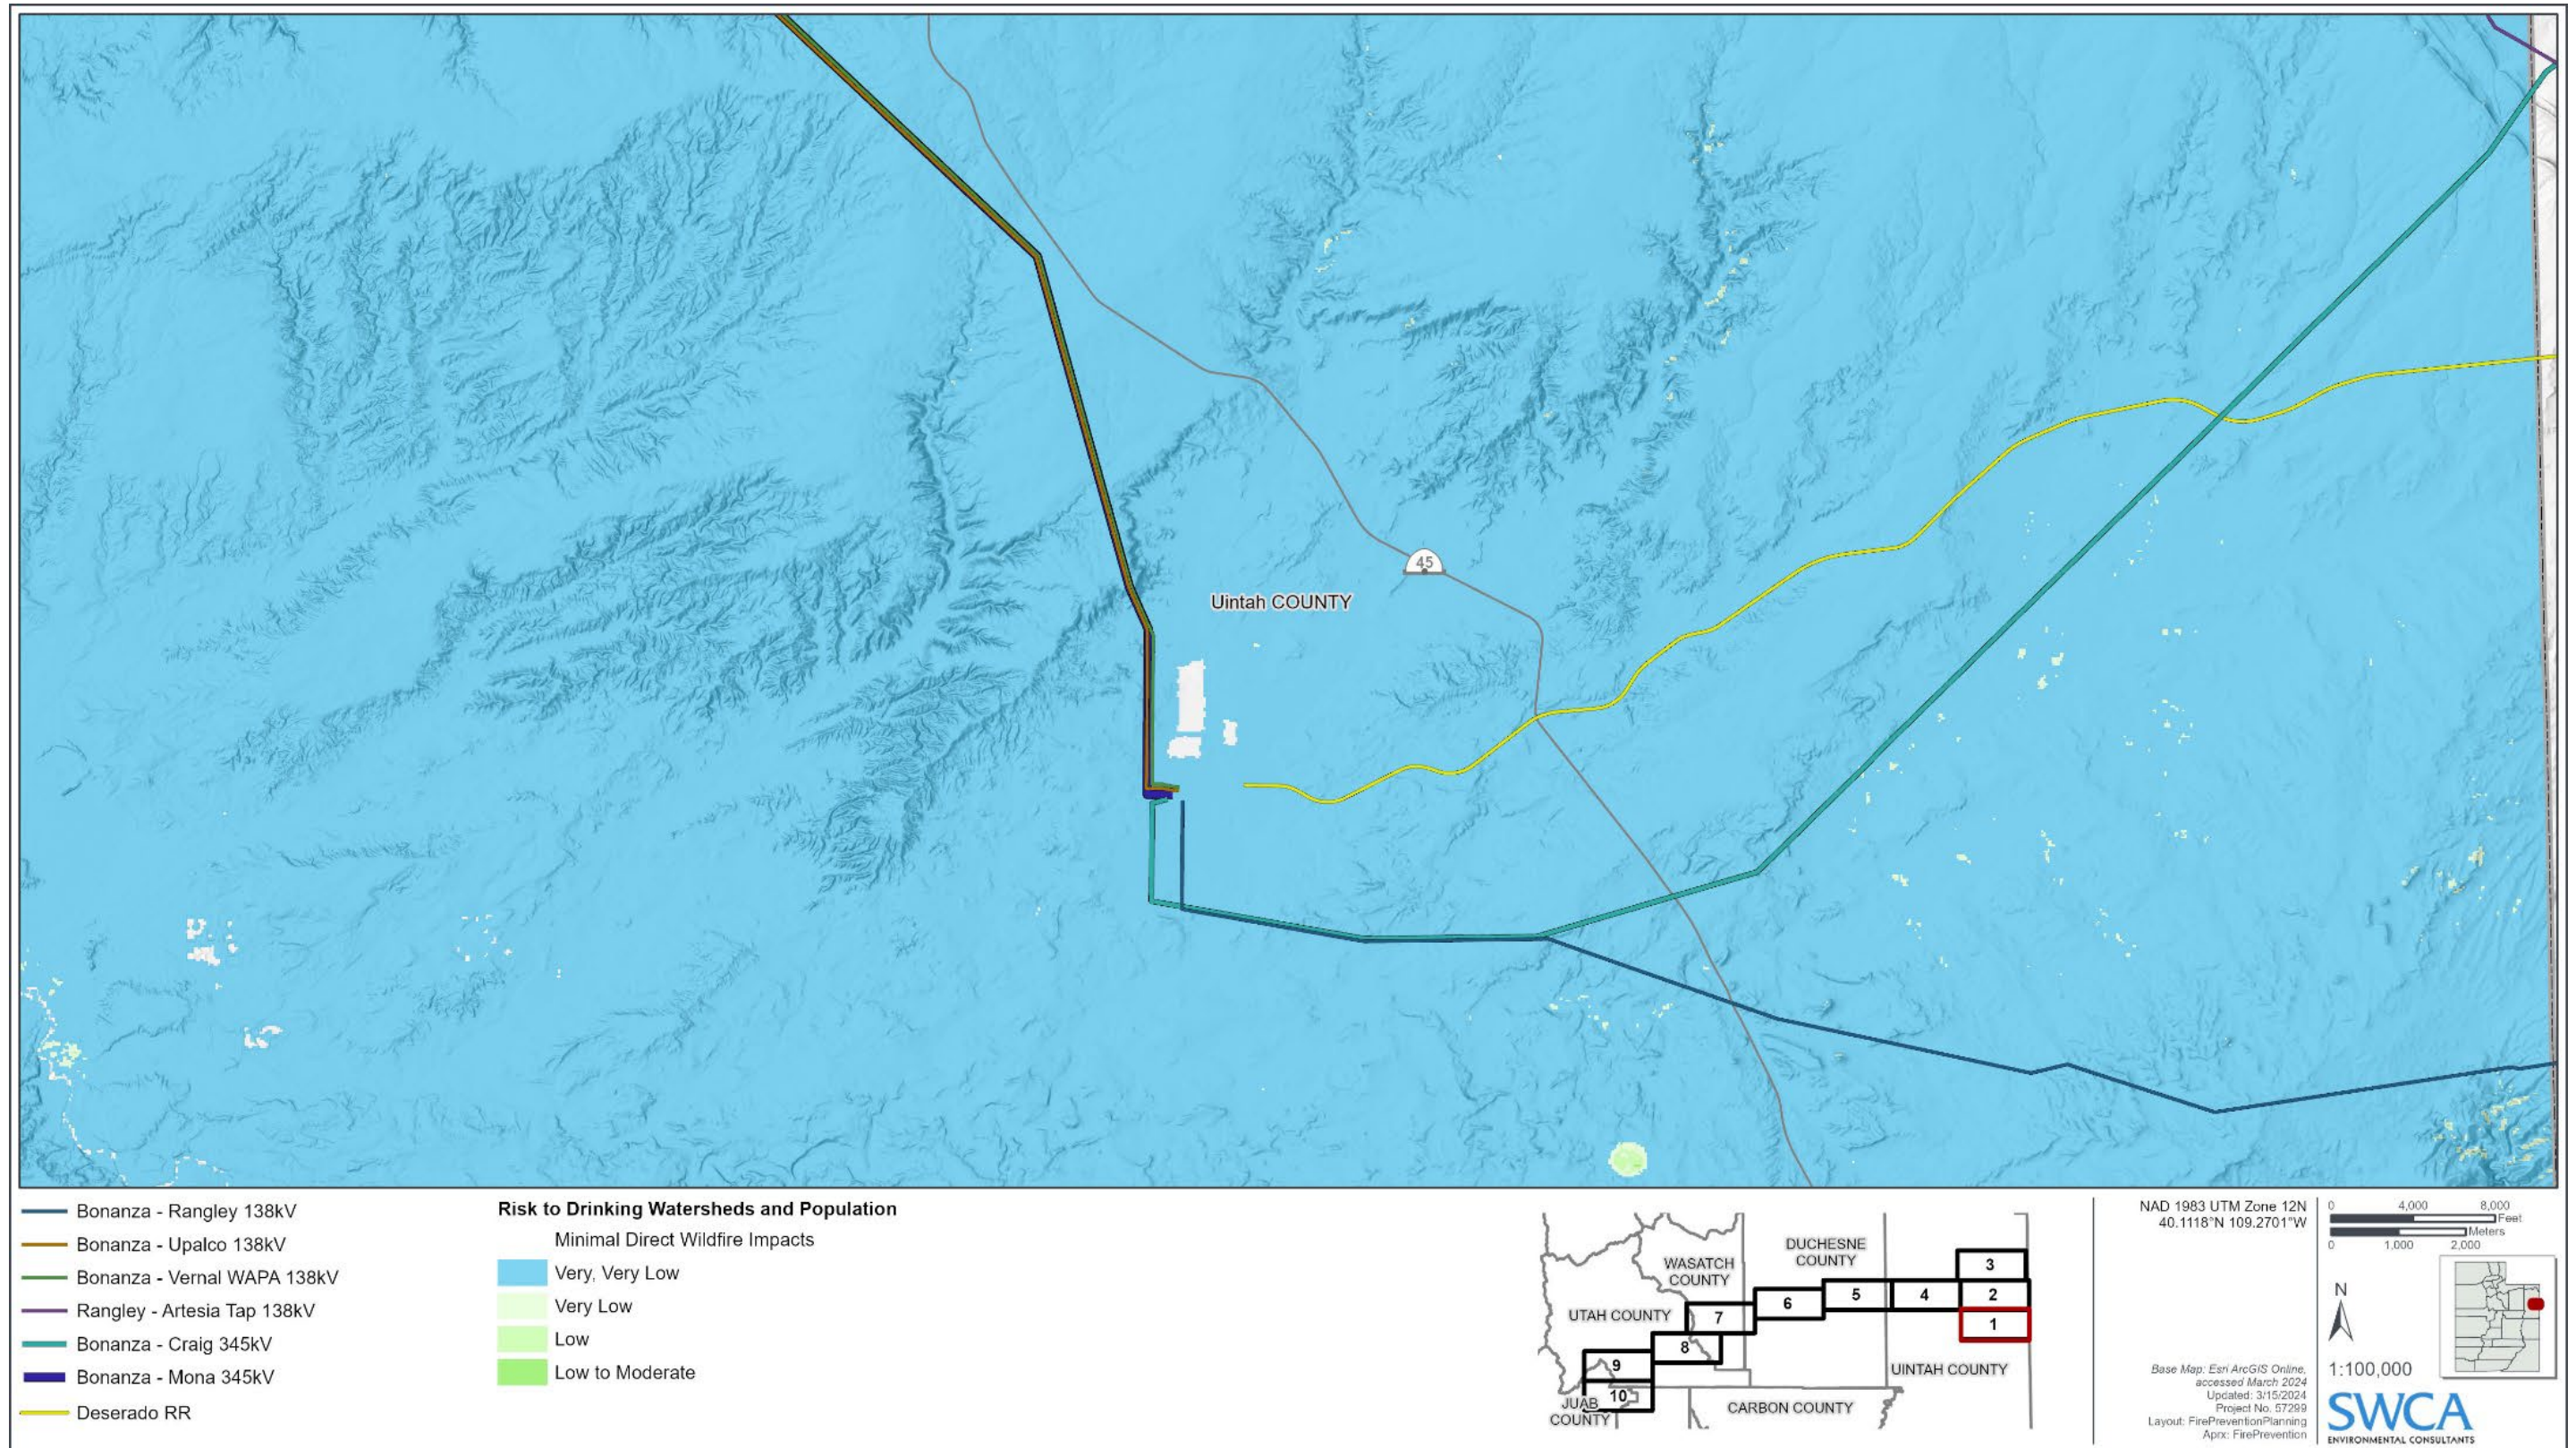 45
Uintah COUNTY
Bonanza - Rangley 138kV
Bonanza - Upalco 138kV
Bonanza - Vernal WAPA 138kV
Rangley - Artesia Tap 138kV
Bonanza - Craig 345kV
Bonanza - Mona 345kV
Deserado RR
Risk to Drinking Watersheds and Population
Minimal Direct Wildfire Impacts
Very, Very Low
Very Low
Low
Low to Moderate
DUCHESNE
COUNTY
WASATCH
COUNTY
UTAH COUNTY
UINTAH COUNTY
JUAB
COUNTY
CARBON COUNTY
3
2
1
4
5
6
7
8
9
10
NAD 1983 UTM Zone 12N
40.1118°N 109.2701°W
Base Map: Esri ArcGIS Online,
accessed March 2024
Updated: 3/15/2024
Project No. 57299
Layout: FirePreventionPlanning
Aprx: FirePrevention
0 4,000 8,000
Feet
Meters
0 1,000 2,000
N
1:100,000
SWCA
ENVIRONMENTAL CONSULTANTS